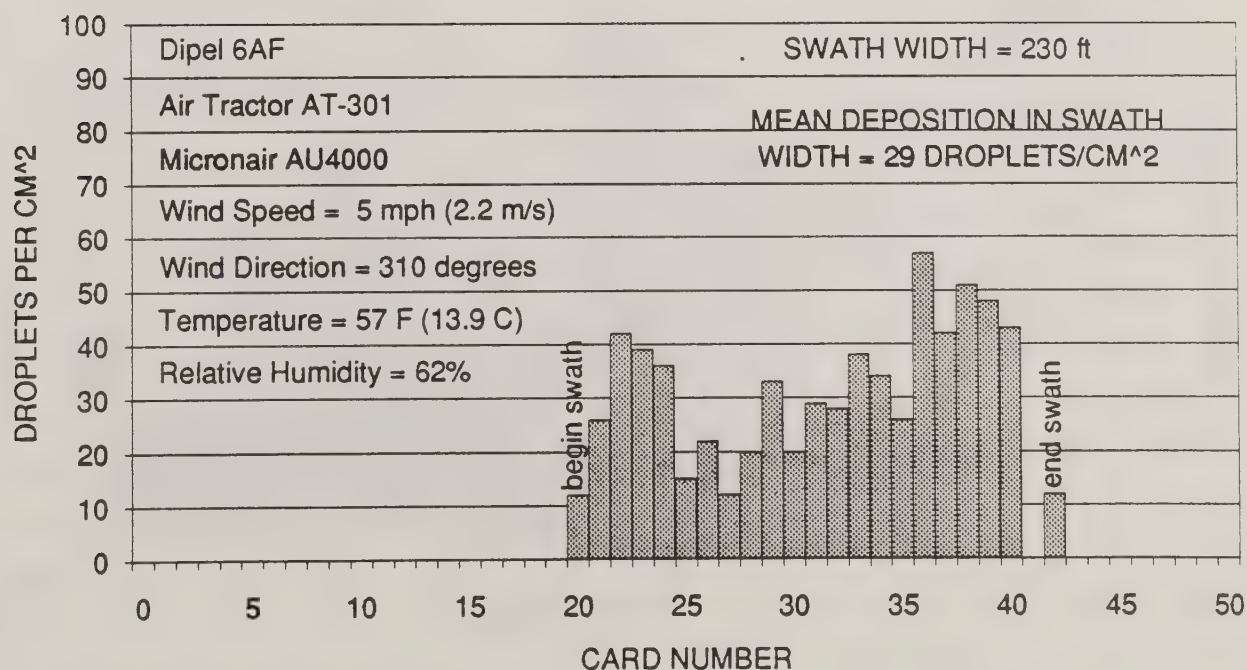 DROPLETS PER CM^2
100
90
80
70
60
50
40
30
20
10
0
Dipel 6AF
Air Tractor AT-301
Micronair AU4000
Wind Speed = 5 mph (2.2 m/s)
Wind Direction = 310 degrees
Temperature = 57 F (13.9 C)
Relative Humidity = 62%
SWATH WIDTH = 230 ft
MEAN DEPOSITION IN SWATH
WIDTH = 29 DROPLETS/CM^2
begin swath
end swath
0 5 10 15 20 25 30 35 40 45 50
CARD NUMBER